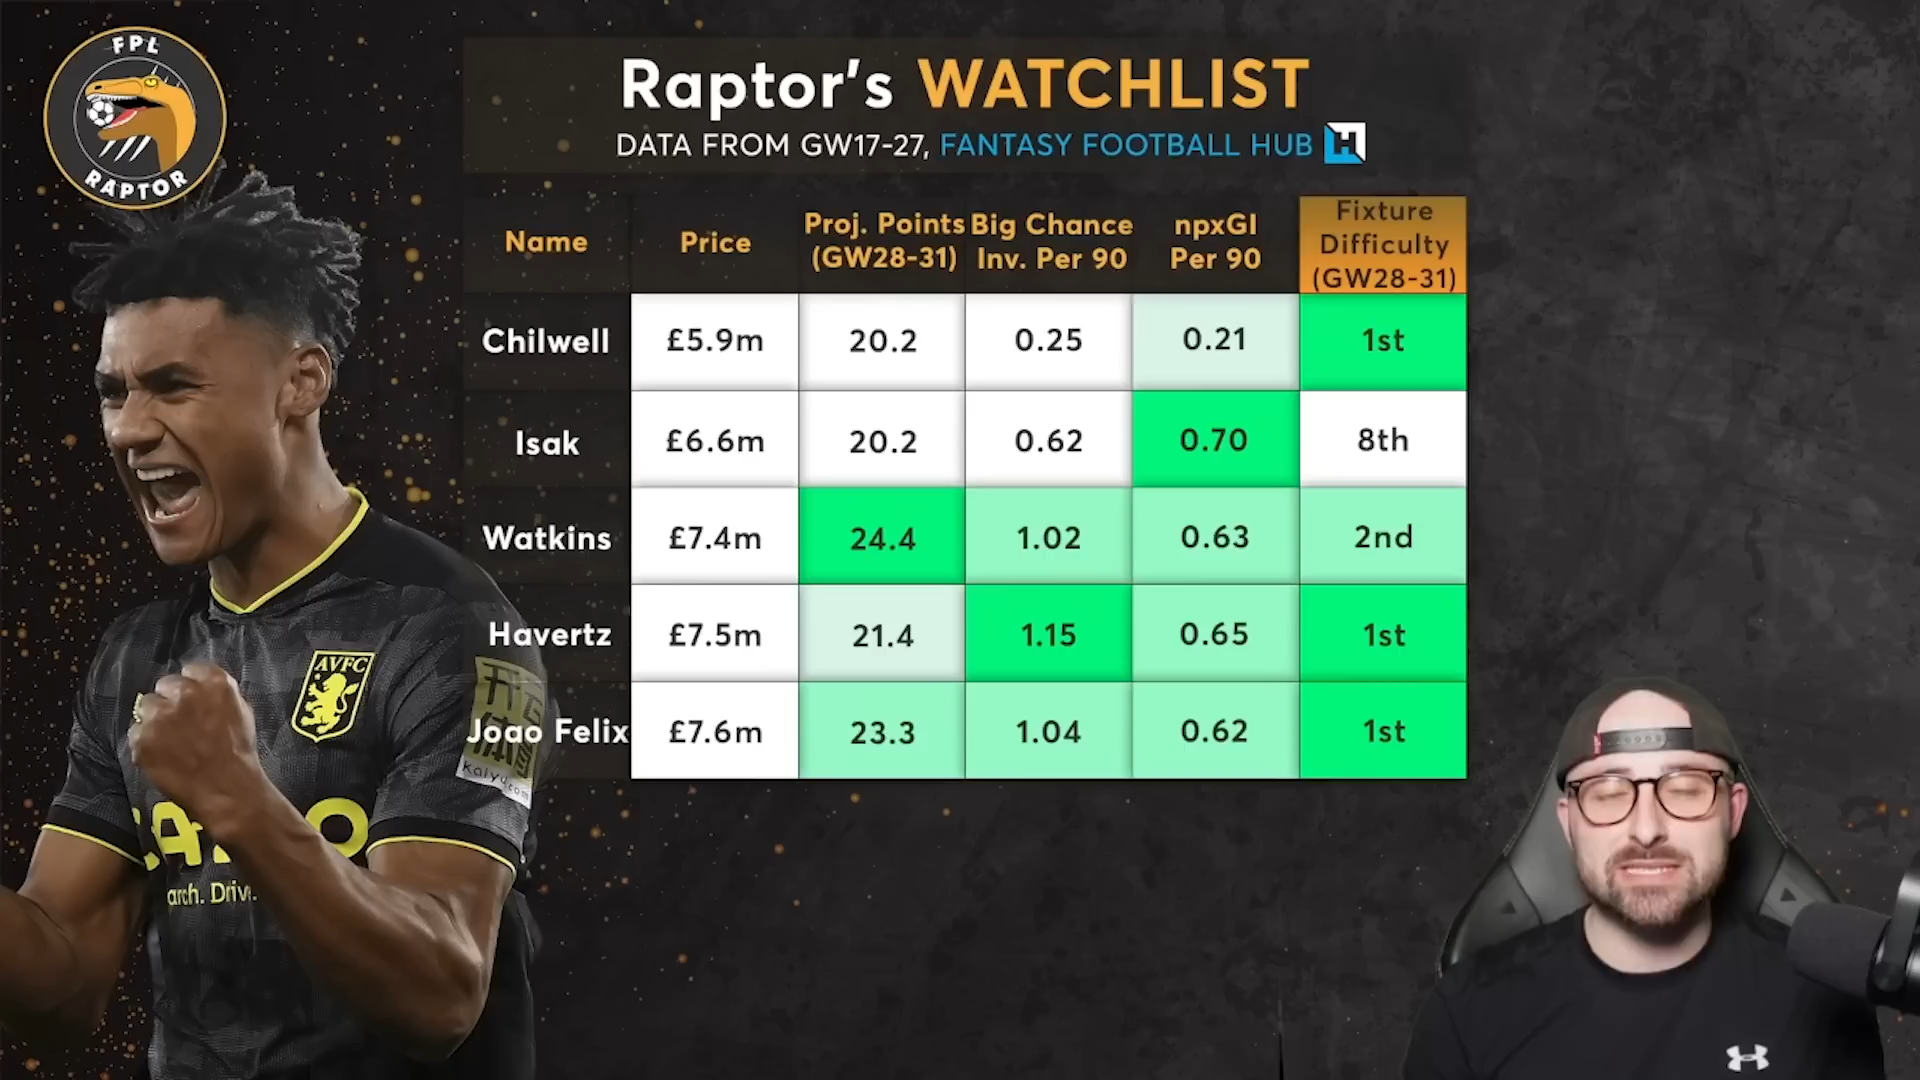 FPL
RAPTOR
Raptor's WATCHLIST
DATA FROM GW17-27, FANTASY FOOTBALL HUB H
Name Price Proj. Points (GW28-31) Big Chance Inv. Per 90 npxGI Per 90 Fixture Difficulty (GW28-31)
Chilwell £5.9m 20.2 0.25 0.21 1st
Isak £6.6m 20.2 0.62 0.70 8th
Watkins £7.4m 24.4 1.02 0.63 2nd
Havertz £7.5m 21.4 1.15 0.65 1st
Joao Felix £7.6m 23.3 1.04 0.62 1st
AVFC
kaiyu.com
arch. Drive.